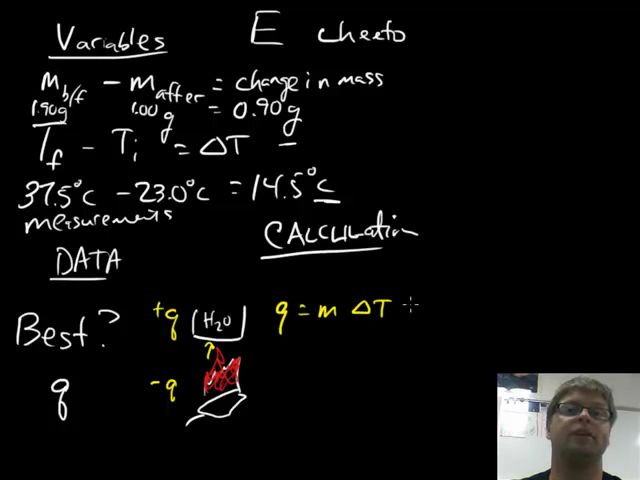 Variables E cheeto
M b/f - M after = change in mass
1.90g 1.00g = 0.90g
Tf - Ti = ΔT
37.5°C - 23.0°C = 14.5°C
measurements
CALCULation
DATA
Best? +q H2O q = m ΔT
q -q